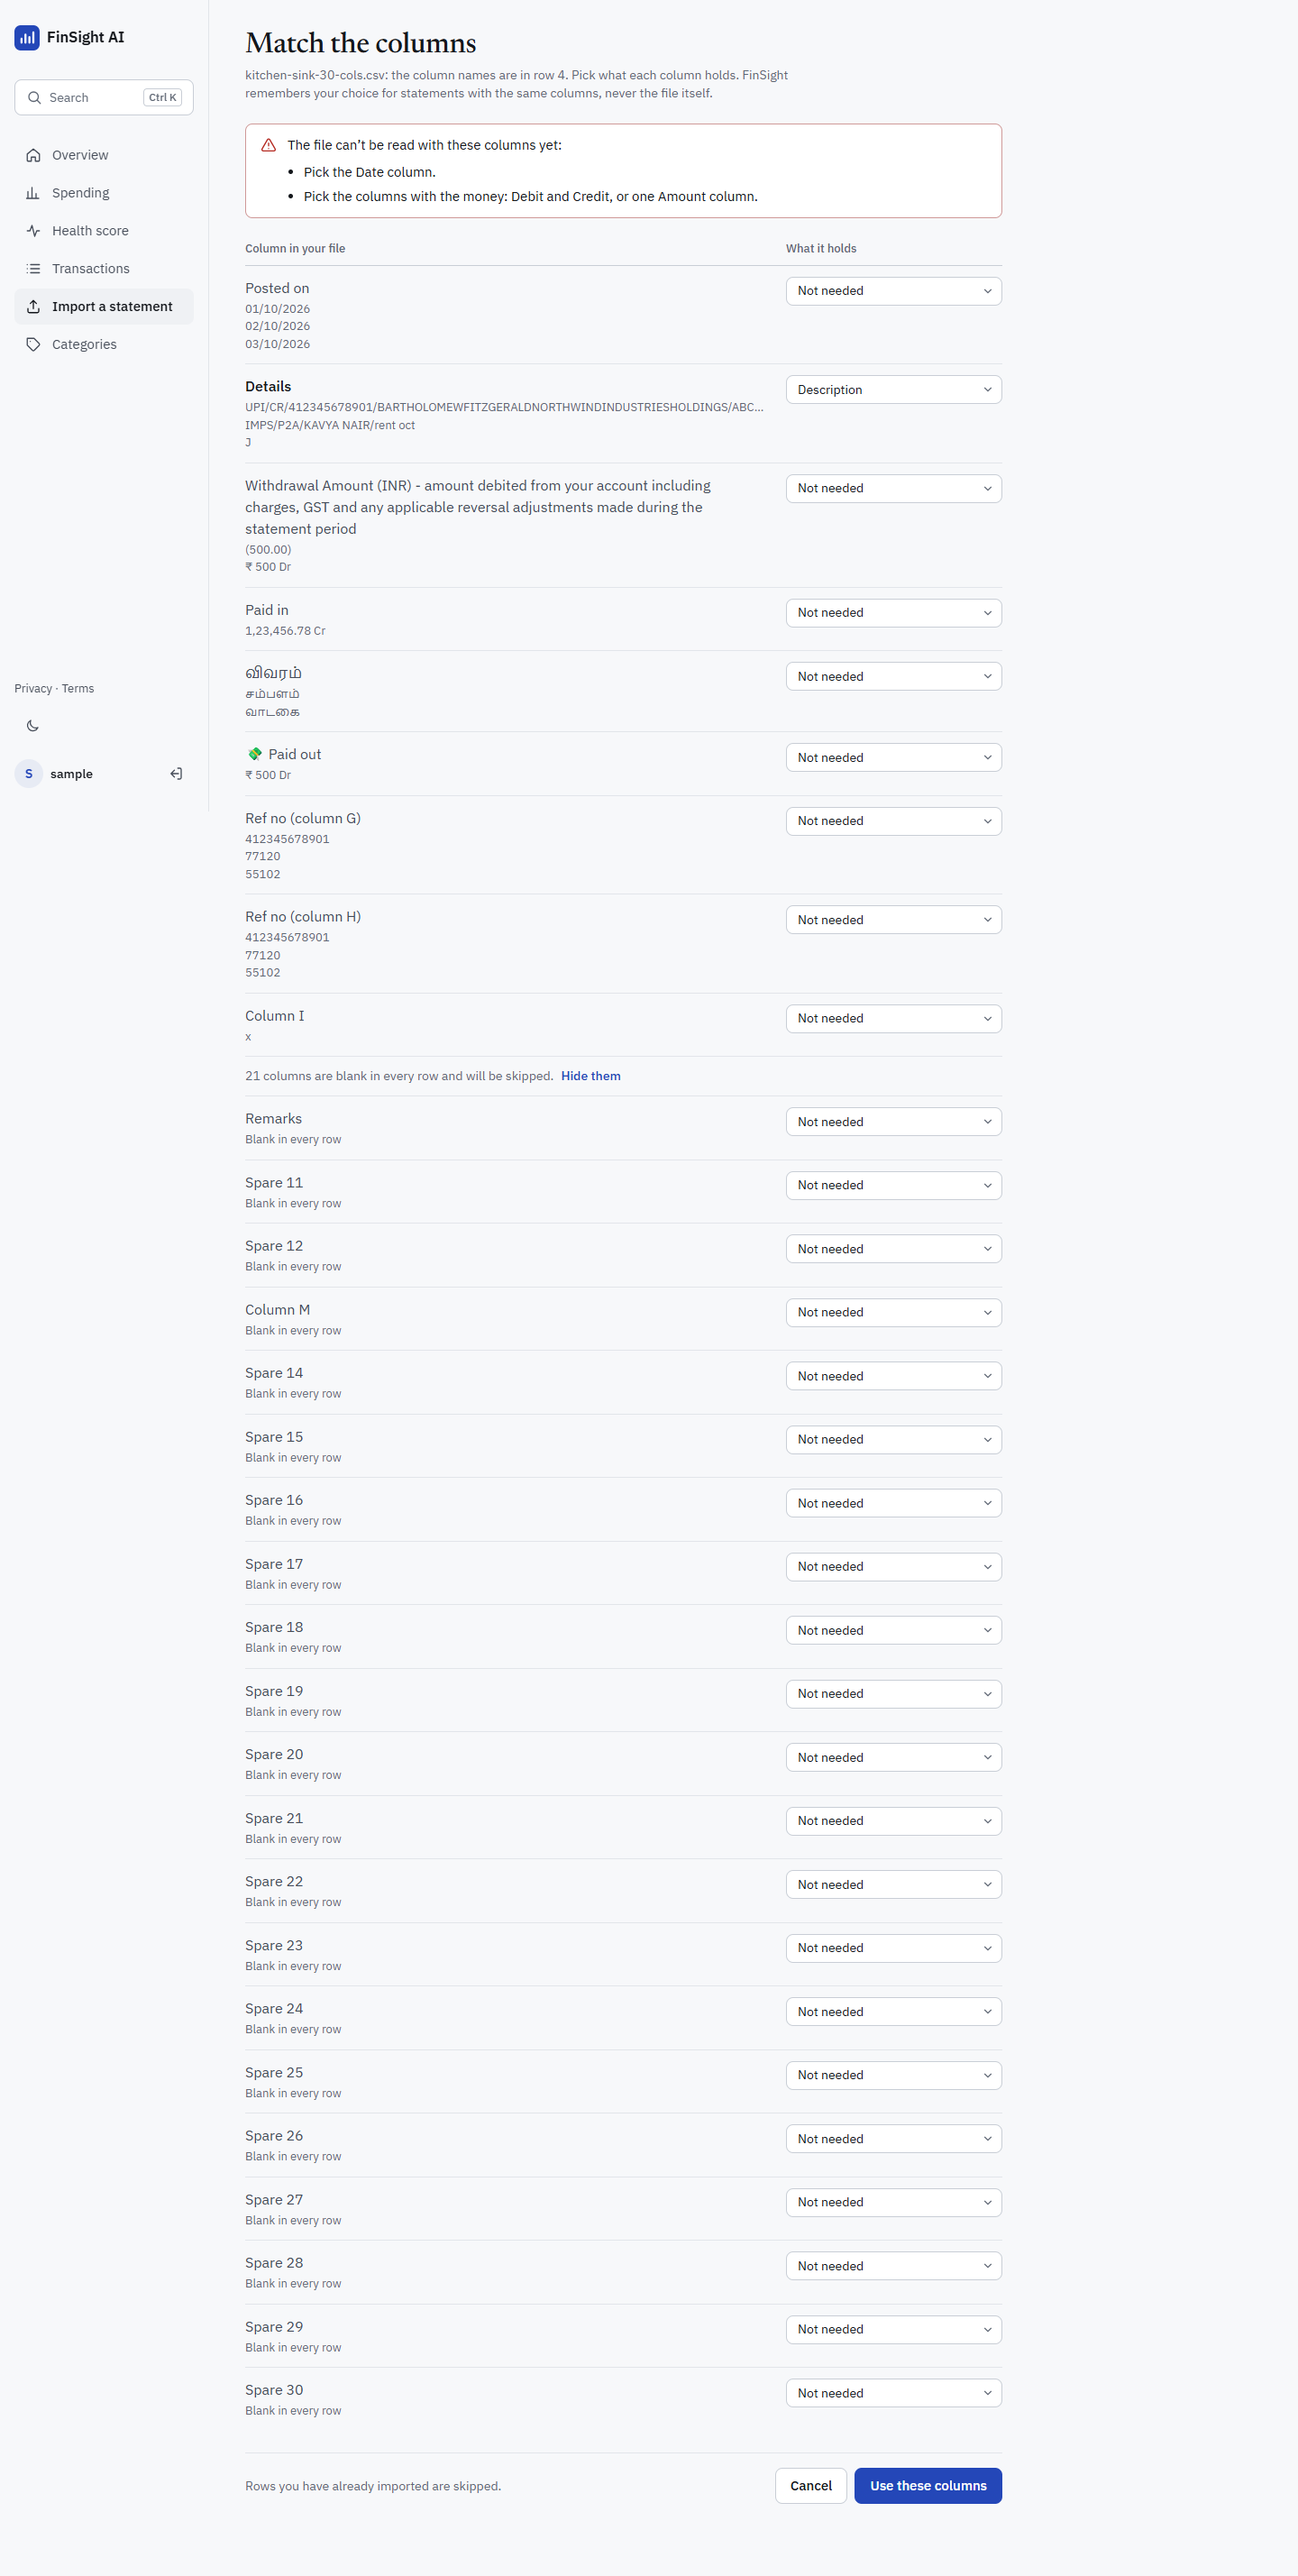 FinSight AI
Search
Ctrl K
Overview
Spending
Health score
Transactions
Import a statement
Categories
Privacy · Terms
S
sample
Match the columns
kitchen-sink-30-cols.csv: the column names are in row 4. Pick what each column holds. FinSight
remembers your choice for statements with the same columns, never the file itself.
The file can’t be read with these columns yet:
• Pick the Date column.
• Pick the columns with the money: Debit and Credit, or one Amount column.
Column in your file
What it holds
Posted on
Not needed
01/10/2026
02/10/2026
03/10/2026
Details
Description
UPI/CR/412345678901/BARTHOLOMEWFITZGERALDNORTHWINDINDUSTRIESHOLDINGS/ABC...
IMPS/P2A/KAVYA NAIR/rent oct
J
Withdrawal Amount (INR) - amount debited from your account including
Not needed
charges, GST and any applicable reversal adjustments made during the
statement period
(500.00)
₹ 500 Dr
Paid in
Not needed
1,23,456.78 Cr
விவரம்
Not needed
சம்பளம்
வாடகை
💸 Paid out
Not needed
₹ 500 Dr
Ref no (column G)
Not needed
412345678901
77120
55102
Ref no (column H)
Not needed
412345678901
77120
55102
Column I
Not needed
x
21 columns are blank in every row and will be skipped. Hide them
Remarks
Not needed
Blank in every row
Spare 11
Not needed
Blank in every row
Spare 12
Not needed
Blank in every row
Column M
Not needed
Blank in every row
Spare 14
Not needed
Blank in every row
Spare 15
Not needed
Blank in every row
Spare 16
Not needed
Blank in every row
Spare 17
Not needed
Blank in every row
Spare 18
Not needed
Blank in every row
Spare 19
Not needed
Blank in every row
Spare 20
Not needed
Blank in every row
Spare 21
Not needed
Blank in every row
Spare 22
Not needed
Blank in every row
Spare 23
Not needed
Blank in every row
Spare 24
Not needed
Blank in every row
Spare 25
Not needed
Blank in every row
Spare 26
Not needed
Blank in every row
Spare 27
Not needed
Blank in every row
Spare 28
Not needed
Blank in every row
Spare 29
Not needed
Blank in every row
Spare 30
Not needed
Blank in every row
Rows you have already imported are skipped.
Cancel
Use these columns